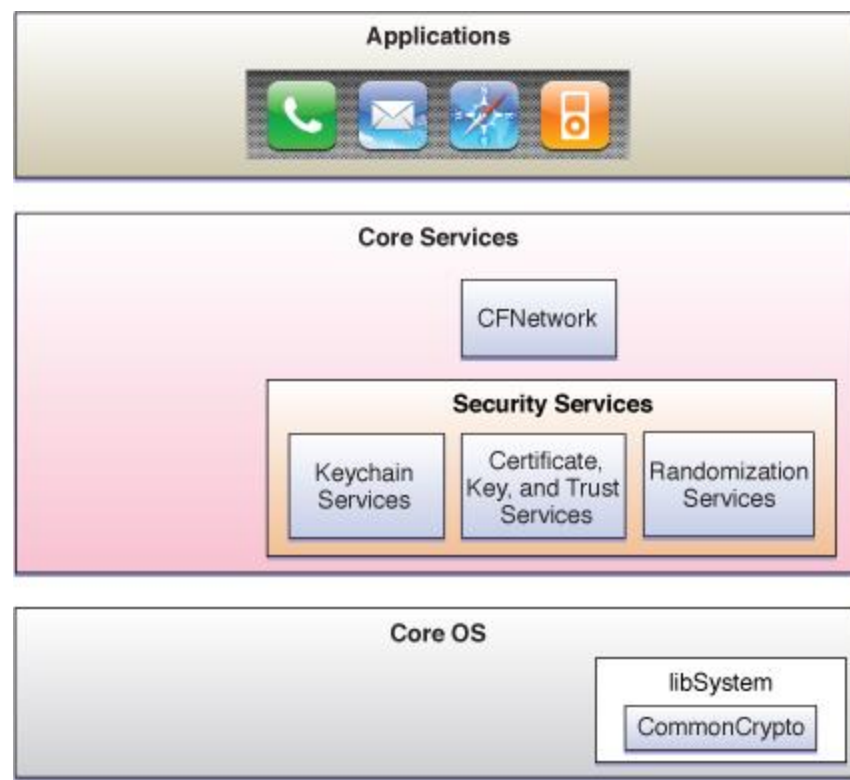 Applications
Core Services
CFNetwork
Security Services
Keychain
Services
Certificate,
Key, and Trust
Services
Randomization
Services
Core OS
libSystem
CommonCrypto